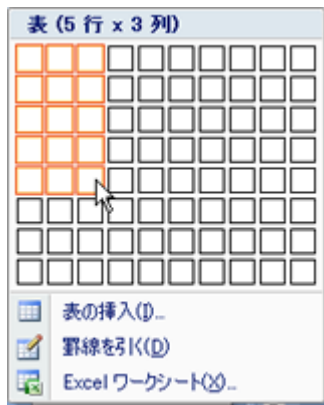 表 (5 行 x 3 列)
表の挿入(I)...
罫線を引く(D)
Excel ワークシート(X)...